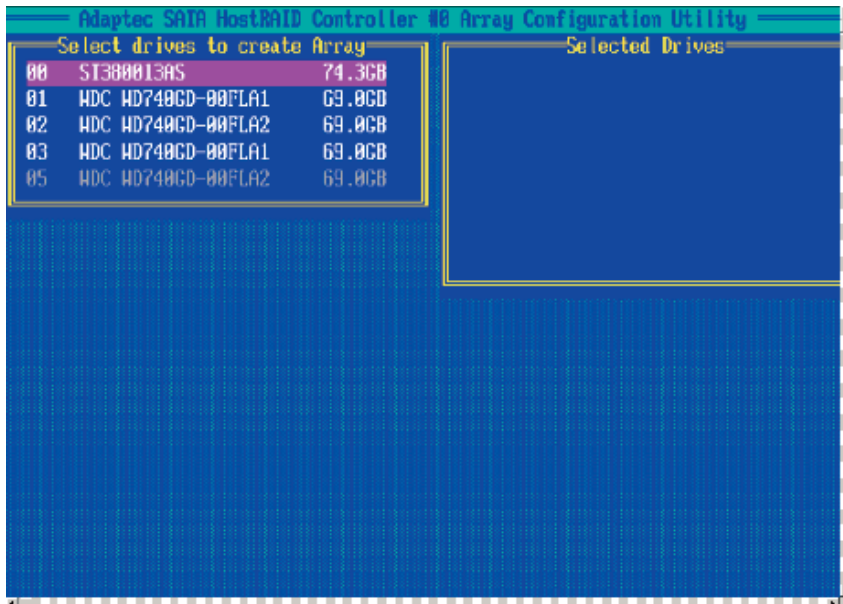 Adaptec SATA HostRAID Controller #0 Array Configuration Utility
Select drives to create Array
00 ST380013AS 74.3GB
01 WDC WD740GD-00FLA1 69.0GB
02 WDC WD740GD-00FLA2 69.0GB
03 WDC WD740GD-00FLA1 69.0GB
05 WDC WD740GD-00FLA2 69.0GB
Selected Drives